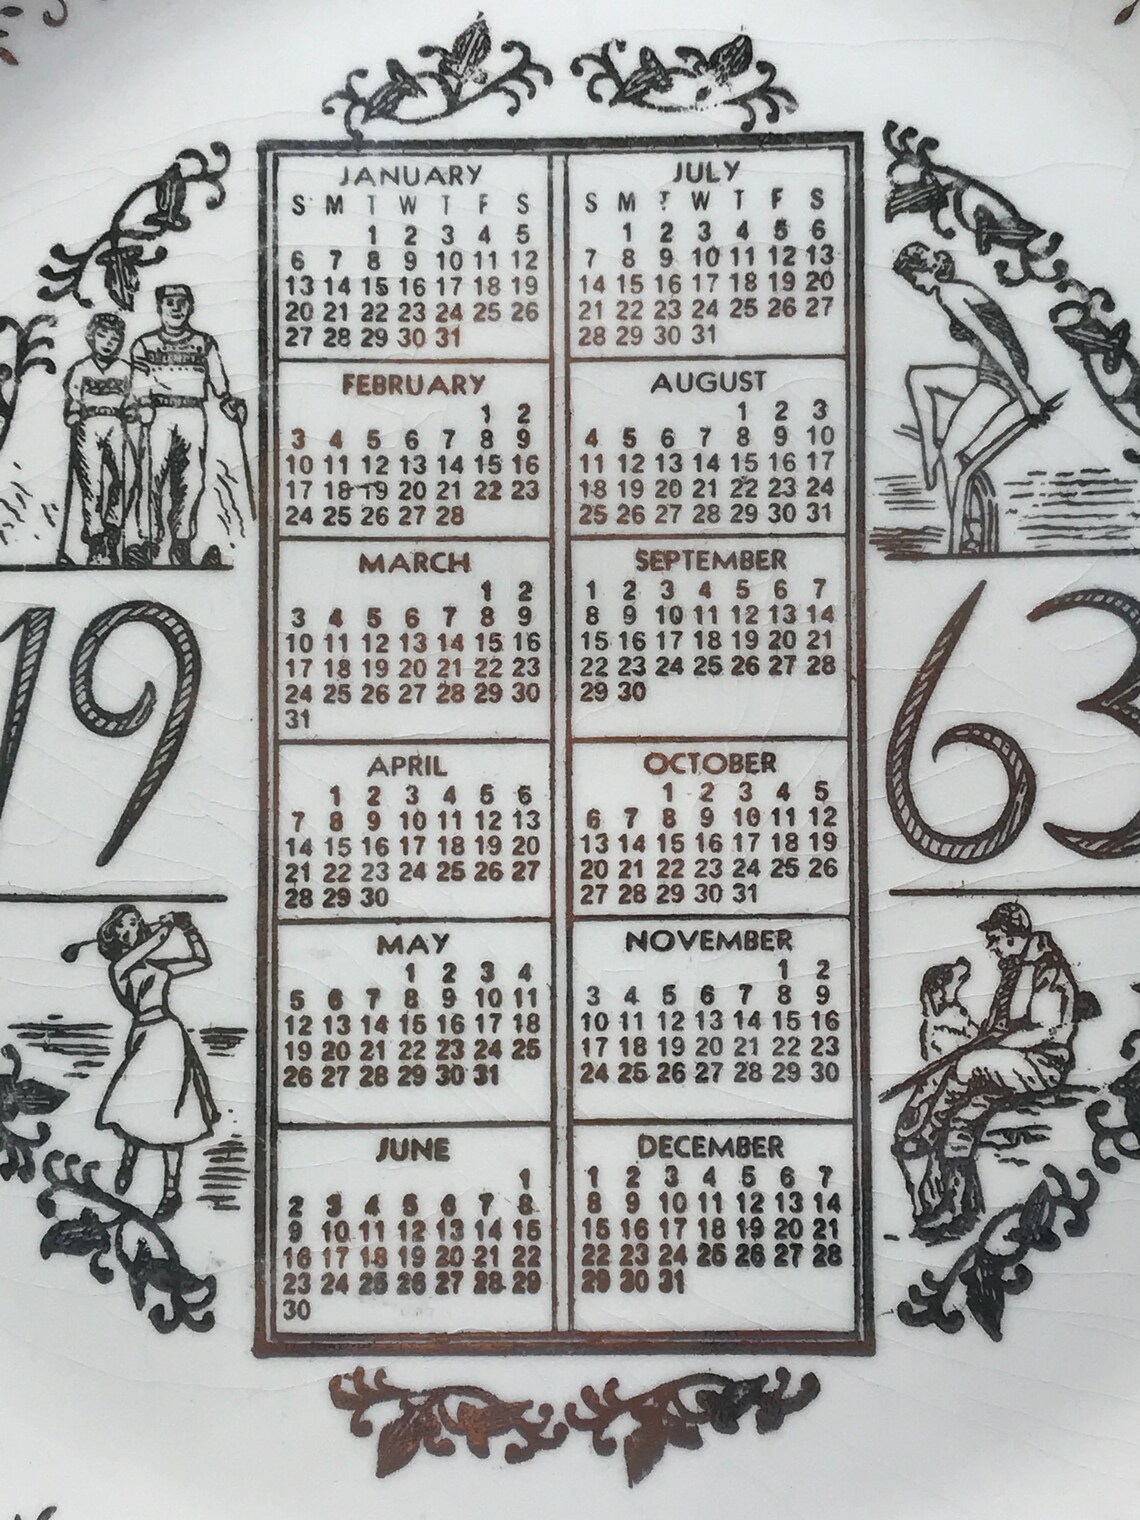 19
63
JANUARY
S M T W T F S
1 2 3 4 5
6 7 8 9 10 11 12
13 14 15 16 17 18 19
20 21 22 23 24 25 26
27 28 29 30 31
FEBRUARY
1 2
3 4 5 6 7 8 9
10 11 12 13 14 15 16
17 18 19 20 21 22 23
24 25 26 27 28
MARCH
1 2
3 4 5 6 7 8 9
10 11 12 13 14 15 16
17 18 19 20 21 22 23
24 25 26 27 28 29 30
31
APRIL
1 2 3 4 5 6
7 8 9 10 11 12 13
14 15 16 17 18 19 20
21 22 23 24 25 26 27
28 29 30
MAY
1 2 3 4
5 6 7 8 9 10 11
12 13 14 15 16 17 18
19 20 21 22 23 24 25
26 27 28 29 30 31
JUNE
1
2 3 4 5 6 7 8
9 10 11 12 13 14 15
16 17 18 19 20 21 22
23 24 25 26 27 28 29
30
JULY
S M T W T F S
1 2 3 4 5 6
7 8 9 10 11 12 13
14 15 16 17 18 19 20
21 22 23 24 25 26 27
28 29 30 31
AUGUST
1 2 3
4 5 6 7 8 9 10
11 12 13 14 15 16 17
18 19 20 21 22 23 24
25 26 27 28 29 30 31
SEPTEMBER
1 2 3 4 5 6 7
8 9 10 11 12 13 14
15 16 17 18 19 20 21
22 23 24 25 26 27 28
29 30
OCTOBER
1 2 3 4 5
6 7 8 9 10 11 12
13 14 15 16 17 18 19
20 21 22 23 24 25 26
27 28 29 30 31
NOVEMBER
1 2
3 4 5 6 7 8 9
10 11 12 13 14 15 16
17 18 19 20 21 22 23
24 25 26 27 28 29 30
DECEMBER
1 2 3 4 5 6 7
8 9 10 11 12 13 14
15 16 17 18 19 20 21
22 23 24 25 26 27 28
29 30 31